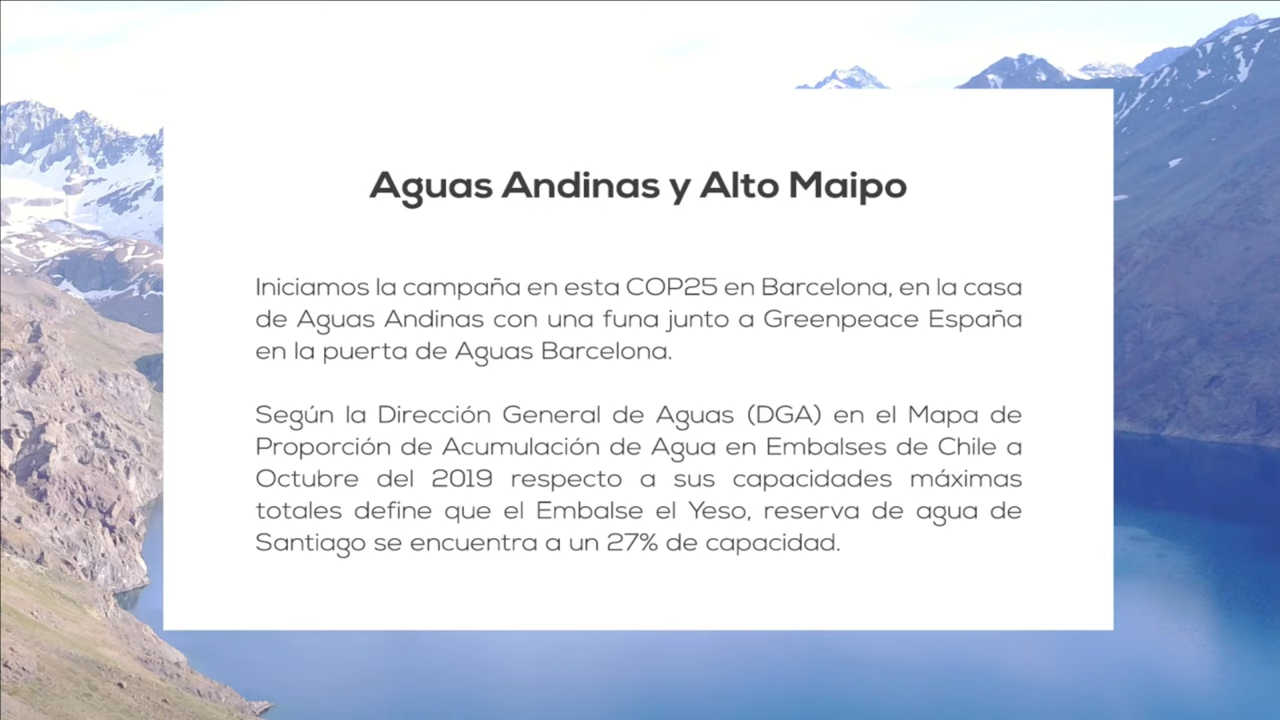 Aguas Andinas y Alto Maipo
Iniciamos la campaña en esta COP25 en Barcelona, en la casa
de Aguas Andinas con una funa junto a Greenpeace España
en la puerta de Aguas Barcelona.
Según la Dirección General de Aguas (DGA) en el Mapa de
Proporción de Acumulación de Agua en Embalses de Chile a
Octubre del 2019 respecto a sus capacidades máximas
totales define que el Embalse el Yeso, reserva de agua de
Santiago se encuentra a un 27% de capacidad.